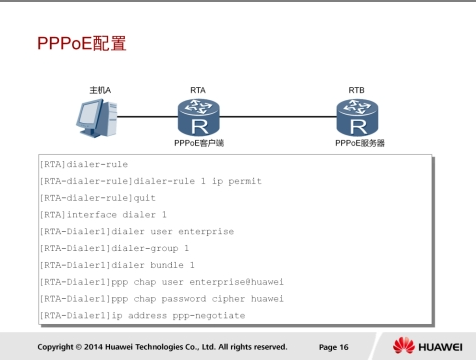 PPPoE配置
主机A
RTA
RTB
R
R
PPPoE客户端
PPPoE服务器
[RTA]dialer-rule
[RTA-dialer-rule]dialer-rule 1 ip permit
[RTA-dialer-rule]quit
[RTA]interface dialer 1
[RTA-Dialer1]dialer user enterprise
[RTA-Dialer1]dialer-group 1
[RTA-Dialer1]dialer bundle 1
[RTA-Dialer1]ppp chap user enterprise@huawei
[RTA-Dialer1]ppp chap password cipher huawei
[RTA-Dialer1]ip address ppp-negotiate
Copyright © 2014 Huawei Technologies Co., Ltd. All rights reserved.
Page 16
HUAWEI